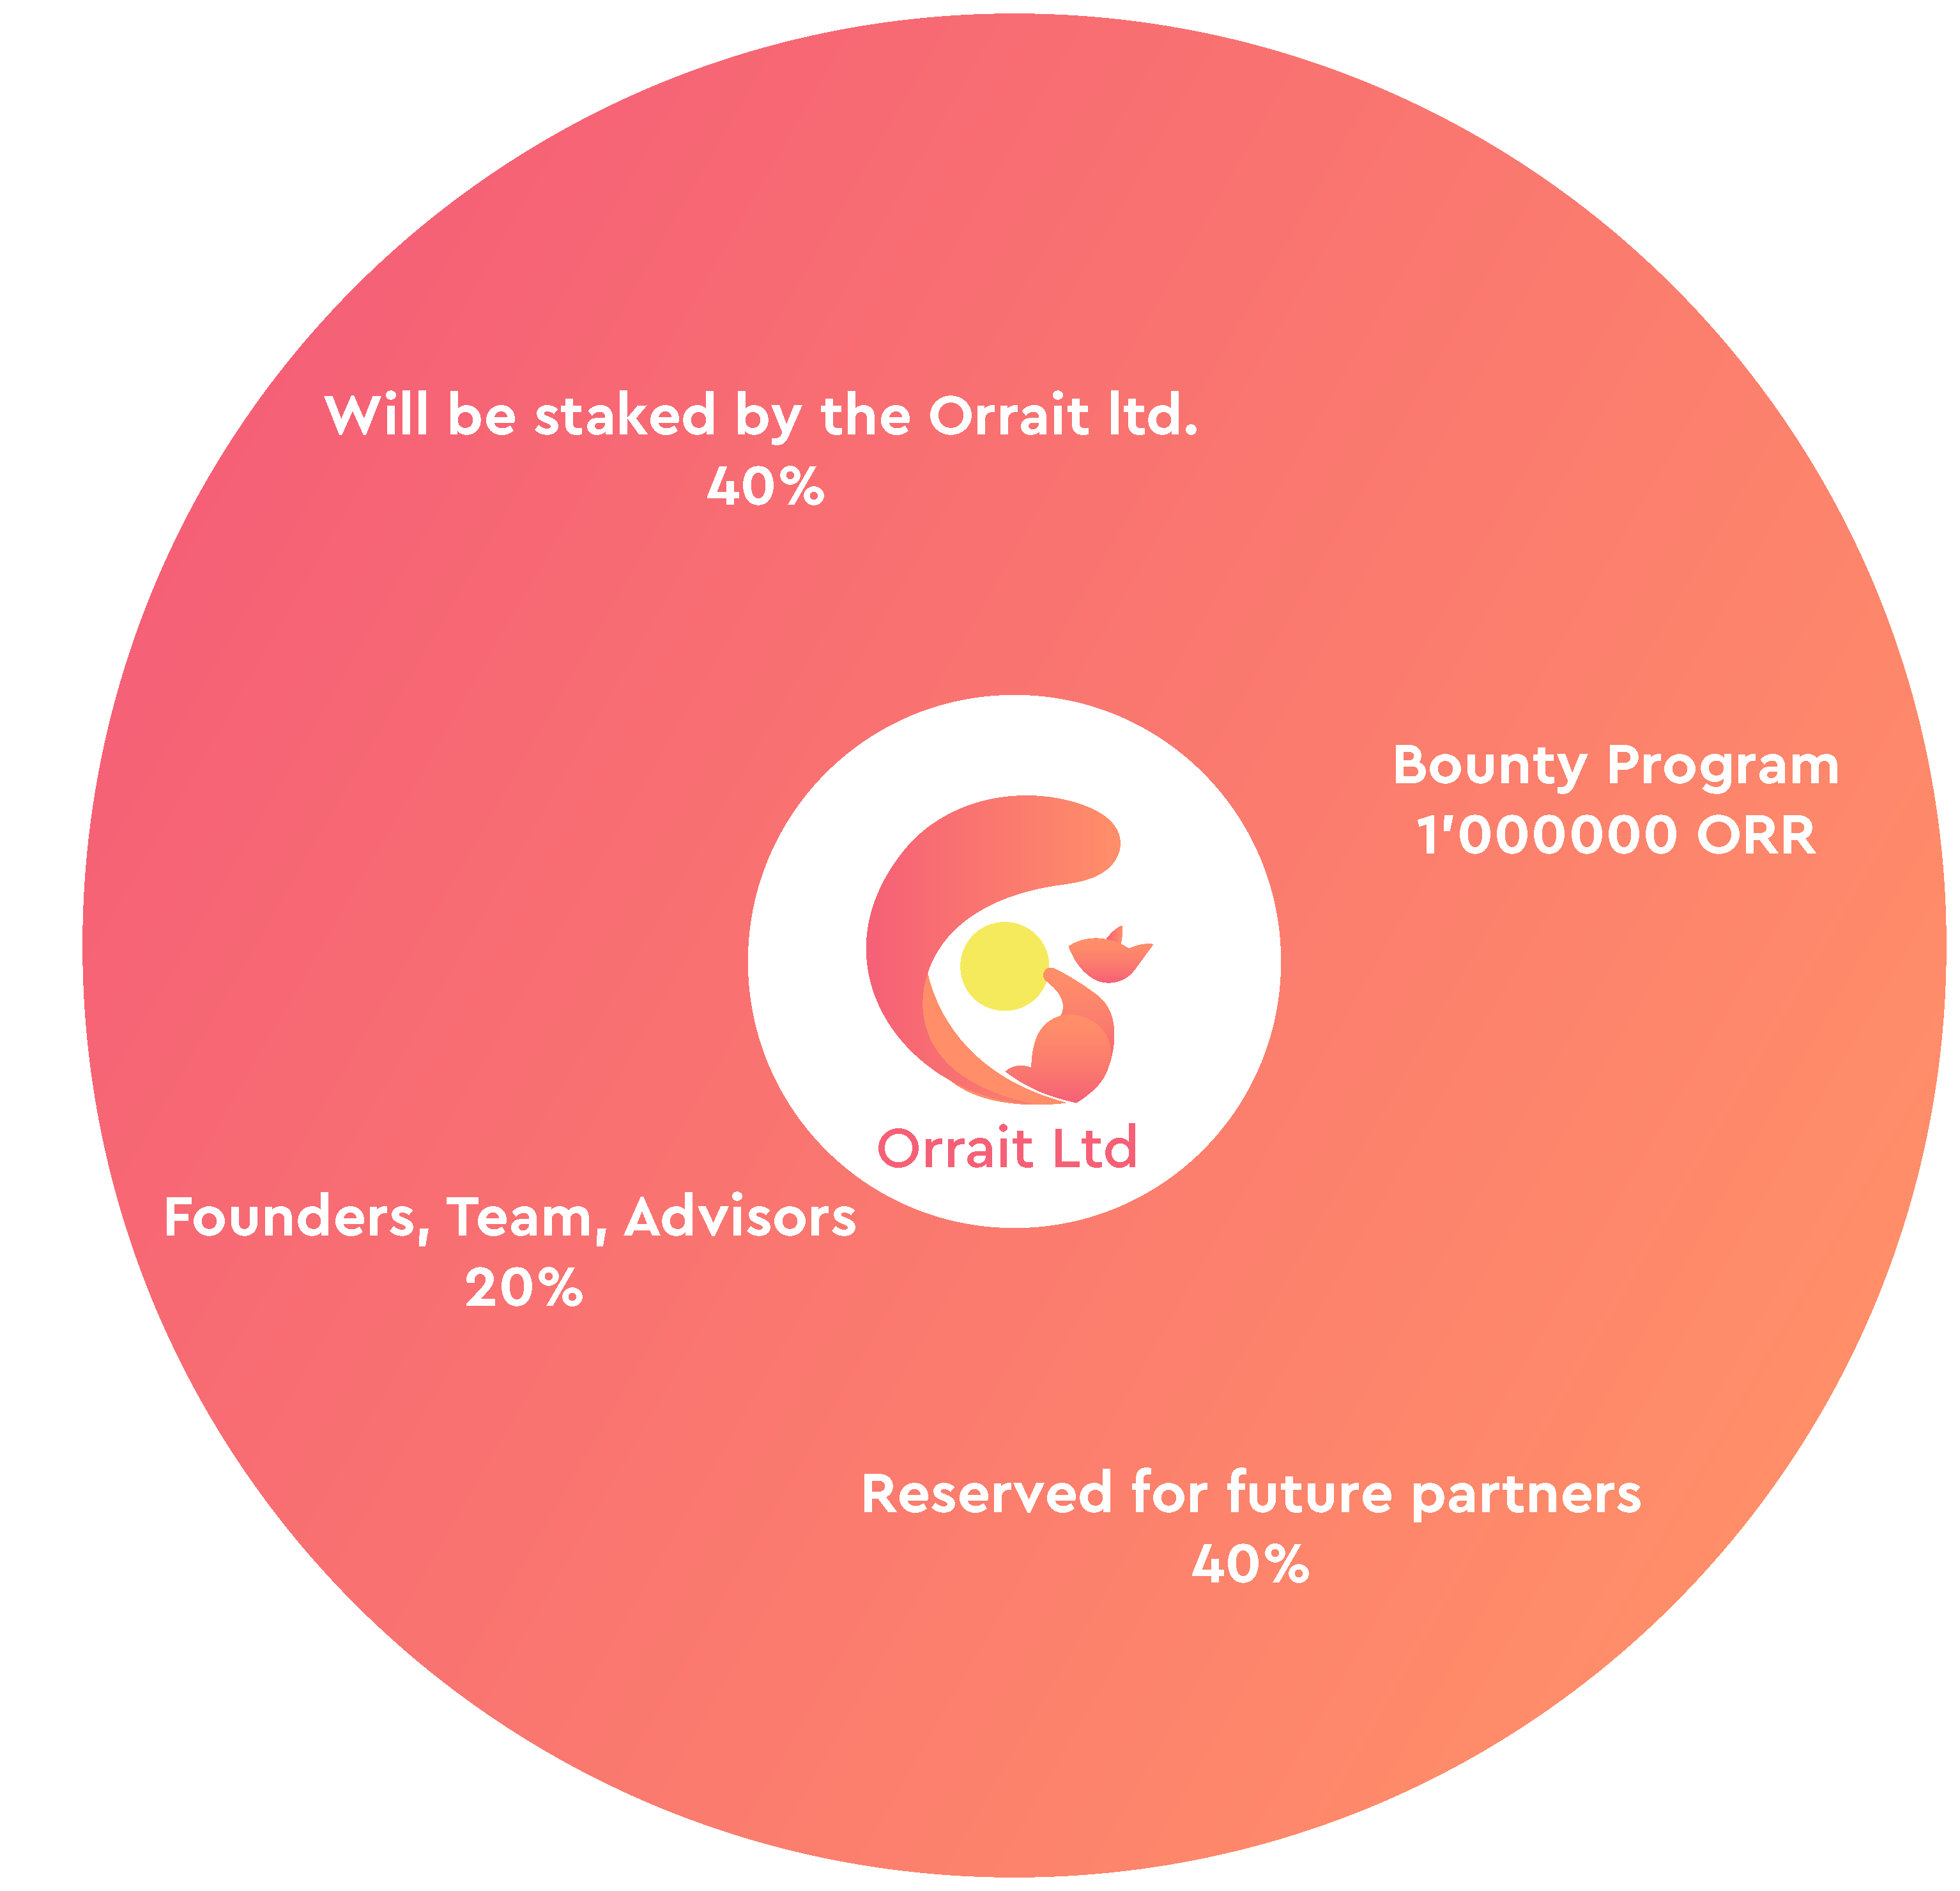 Will be staked by the Orrait ltd.
40%
Bounty Program
1'000000 ORR
Orrait Ltd
Founders, Team, Advisors
20%
Reserved for future partners
40%